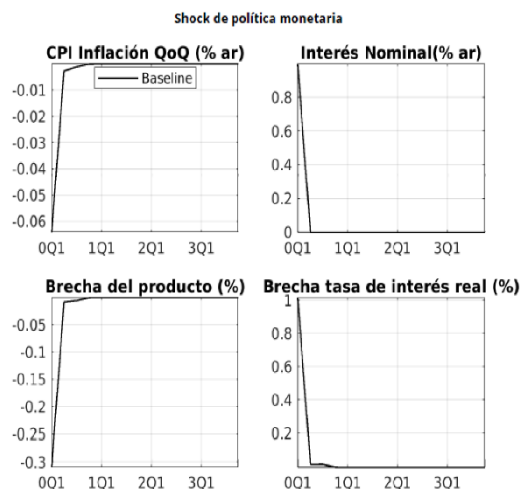 Shock de política monetaria
CPI Inflación QoQ (% ar)
Baseline
-0.01
-0.02
-0.03
-0.04
-0.05
-0.06
0Q1 1Q1 2Q1 3Q1
Interés Nominal(% ar)
0.8
0.6
0.4
0.2
0
0Q1 1Q1 2Q1 3Q1
Brecha del producto (%)
-0.05
-0.1
-0.15
-0.2
-0.25
-0.3
0Q1 1Q1 2Q1 3Q1
Brecha tasa de interés real (%)
1
0.8
0.6
0.4
0.2
0Q1 1Q1 2Q1 3Q1